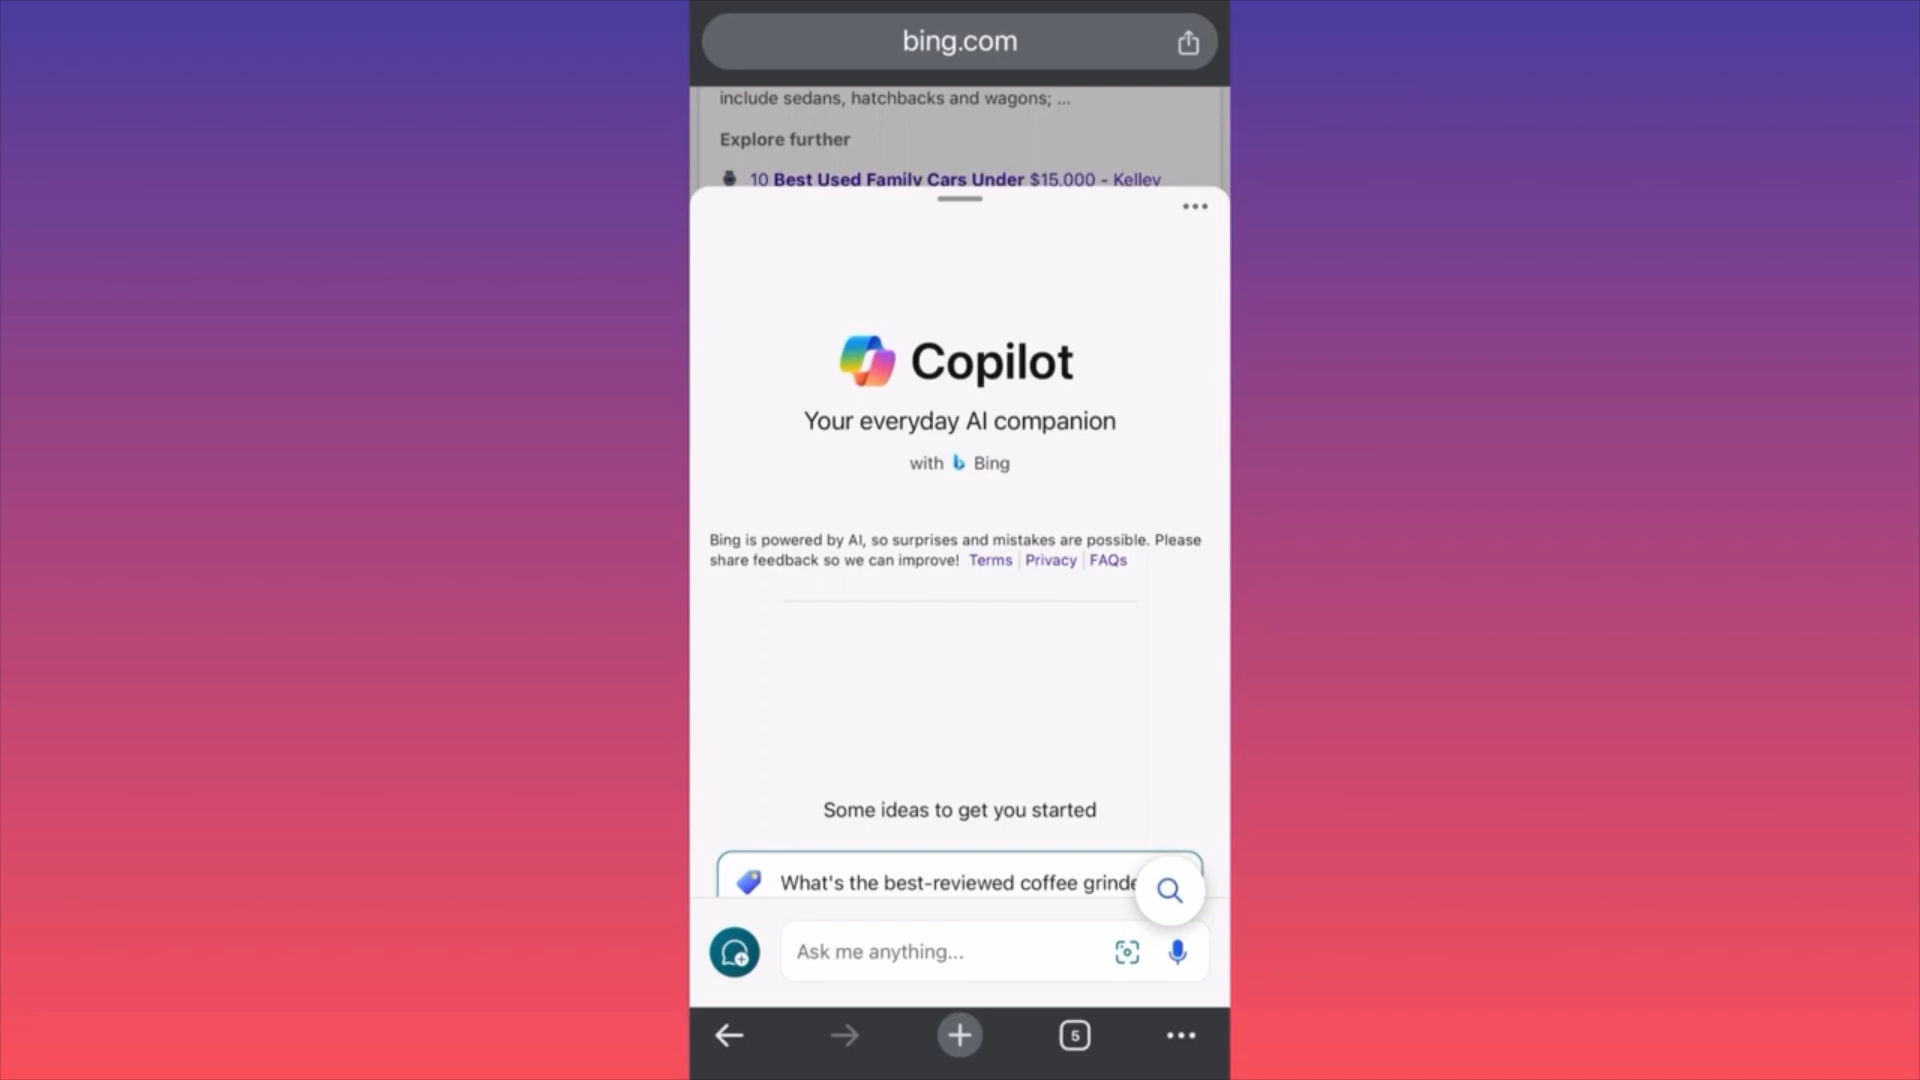 bing.com
include sedans, hatchbacks and wagons; ...
Explore further
10 Best Used Family Cars Under $15,000 - Kelley
Copilot
Your everyday AI companion
with b Bing
Bing is powered by AI, so surprises and mistakes are possible. Please
share feedback so we can improve! Terms Privacy FAQs
Some ideas to get you started
What's the best-reviewed coffee grinde
Ask me anything...
5